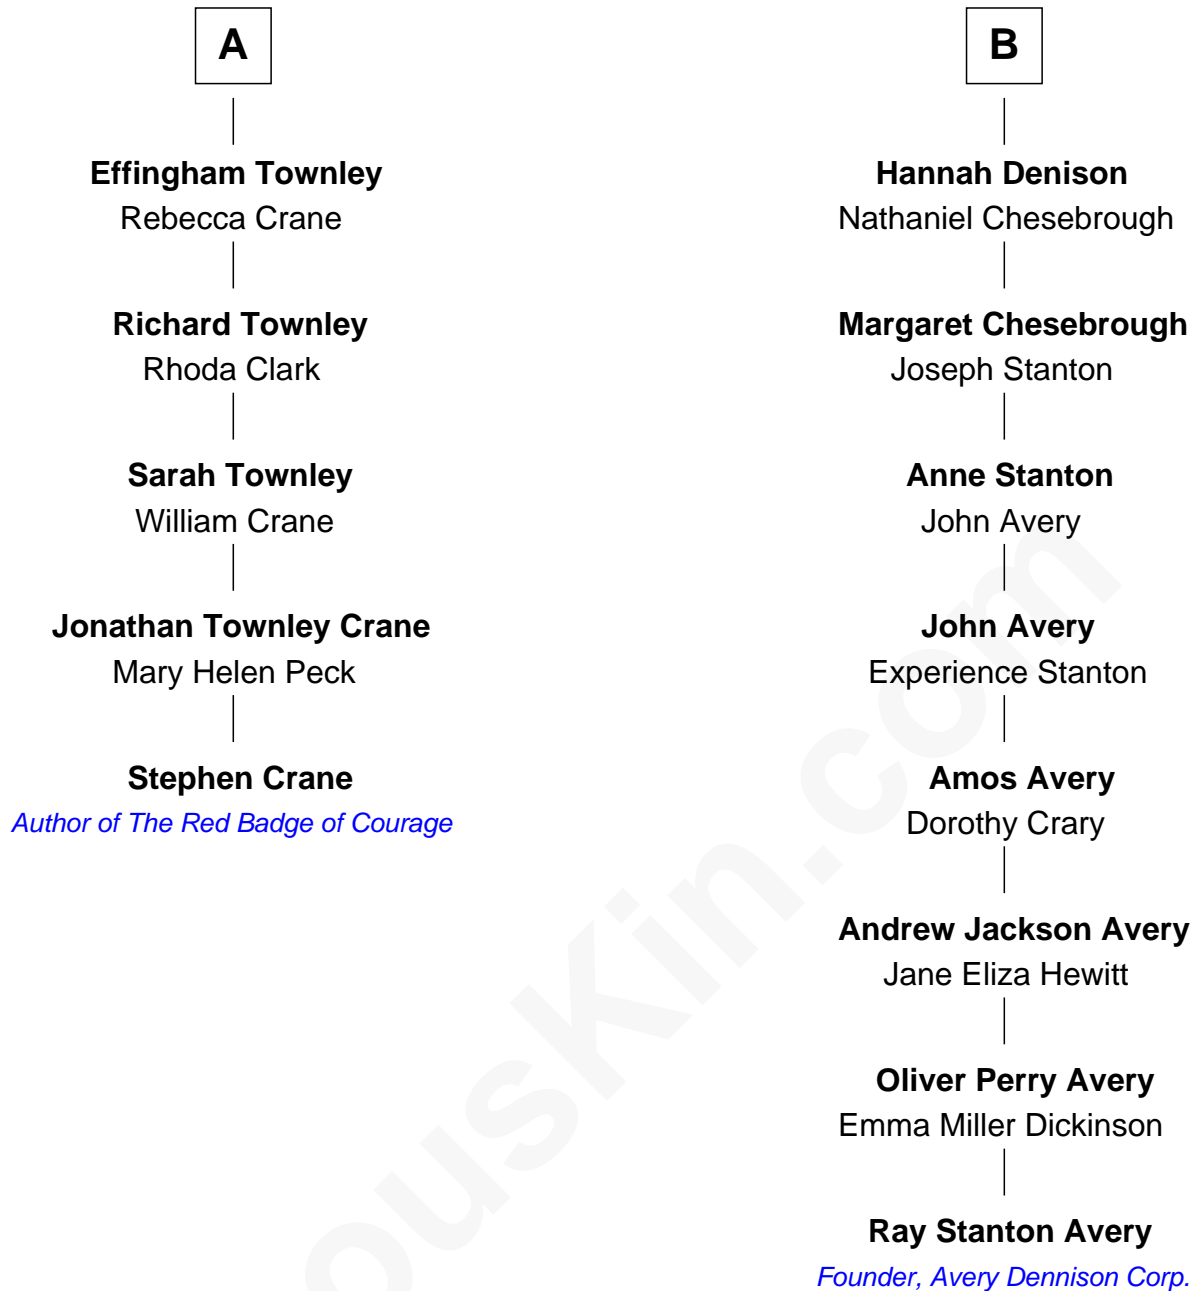 A
Effingham Townley
Rebecca Crane
Richard Townley
Rhoda Clark
Sarah Townley
William Crane
Jonathan Townley Crane
Mary Helen Peck
Stephen Crane
Author of The Red Badge of Courage
B
Hannah Denison
Nathaniel Chesebrough
Margaret Chesebrough
Joseph Stanton
Anne Stanton
John Avery
John Avery
Experience Stanton
Amos Avery
Dorothy Crary
Andrew Jackson Avery
Jane Eliza Hewitt
Oliver Perry Avery
Emma Miller Dickinson
Ray Stanton Avery
Founder, Avery Dennison Corp.
ousKin.com